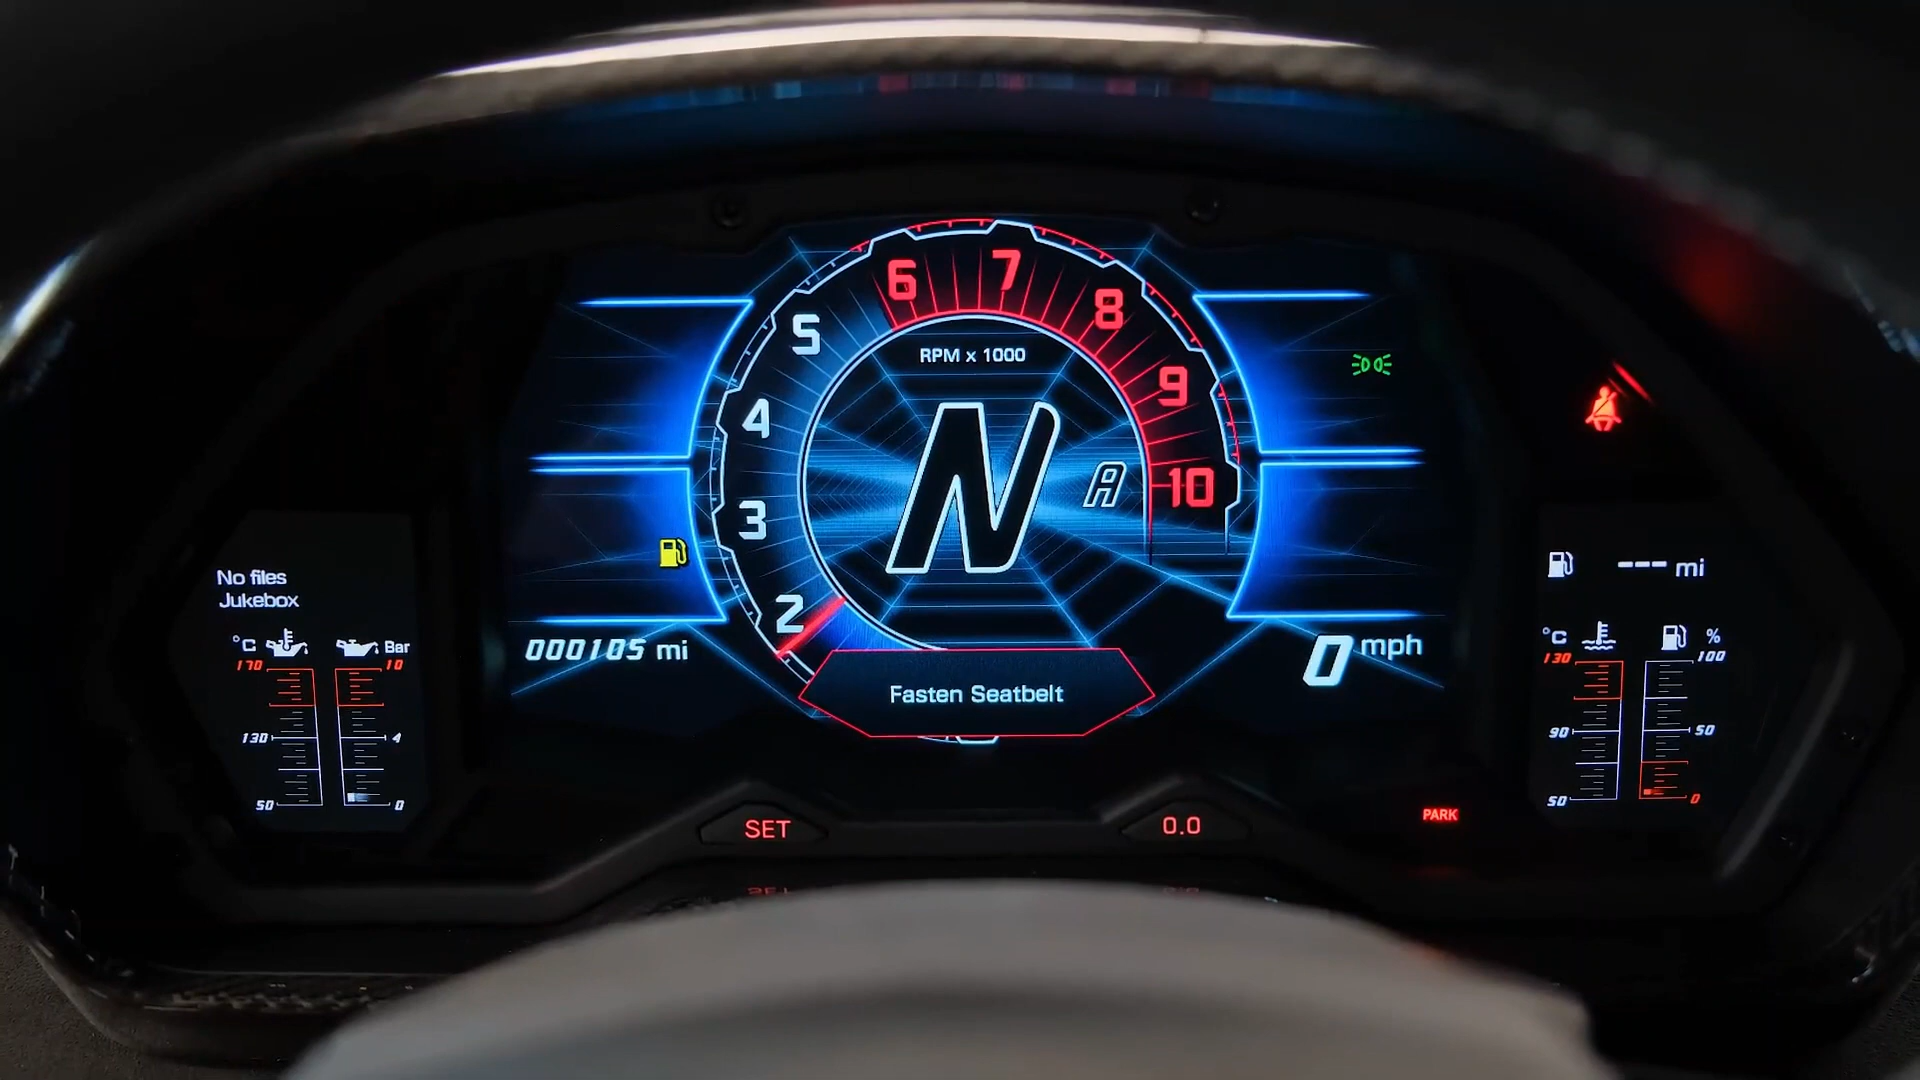 6 7 8 9 10
5
4
3
2
RPM x 1000
N
A
No files
Jukebox
°C Bar
170 10
130 4
50 0
000105 mi
Fasten Seatbelt
0 mph
--- mi
°C %
130 100
90 50
50 0
SET
0.0
PARK